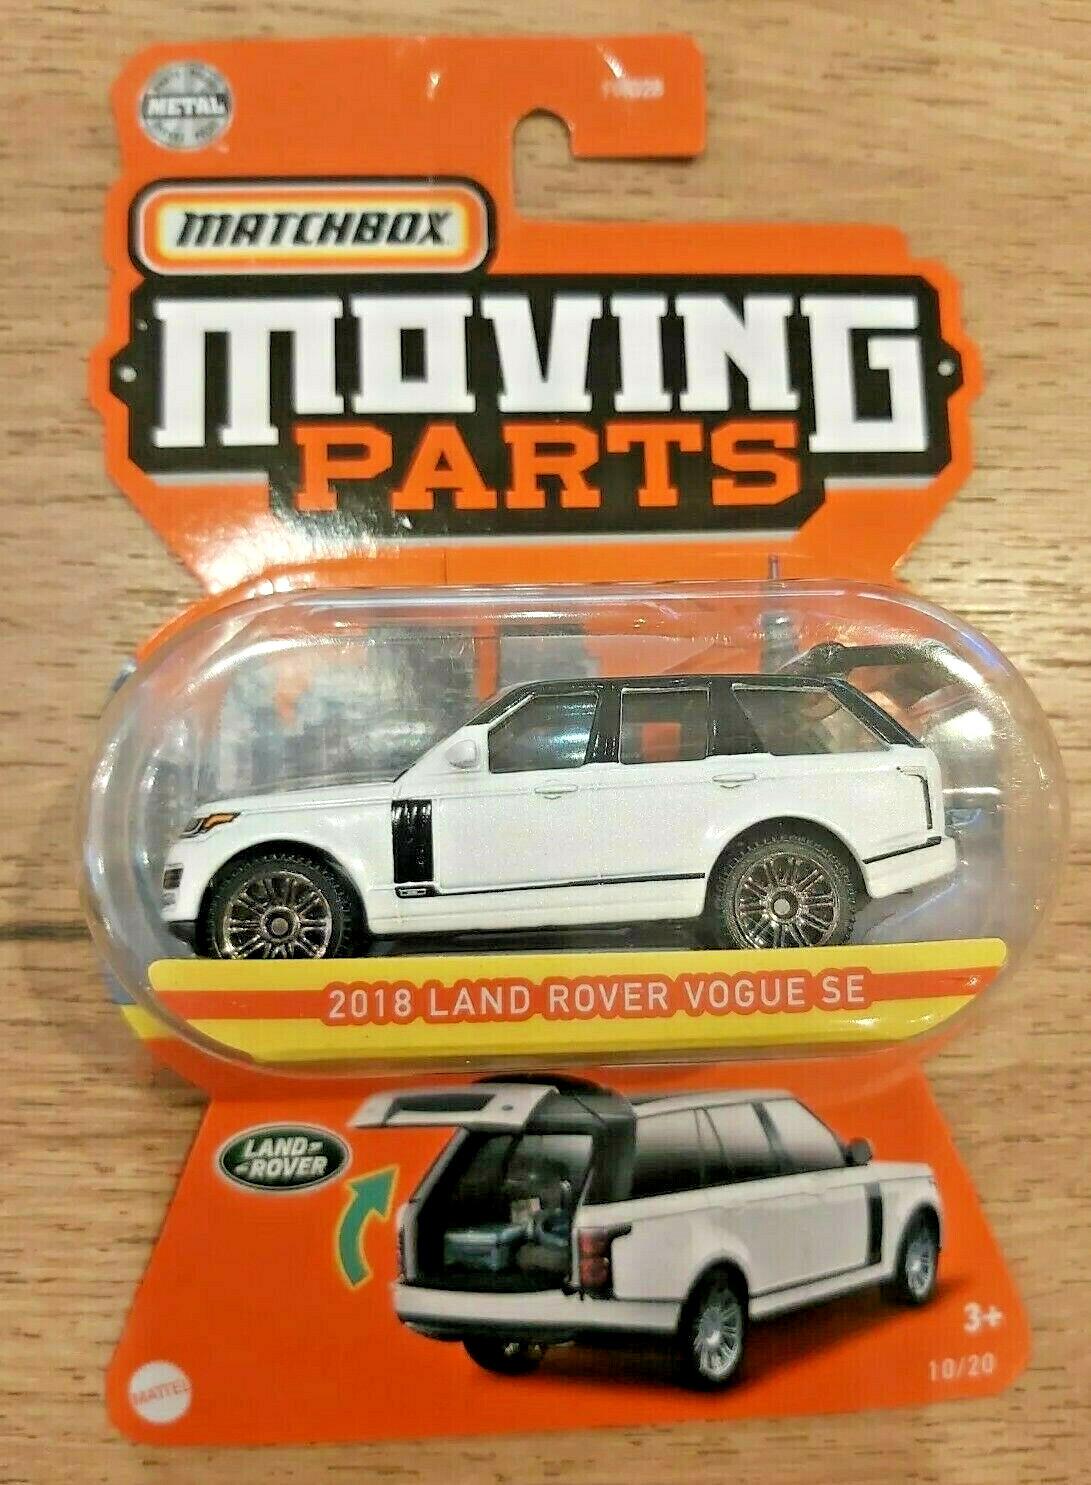 METAL
MATCHBOX
MOVING
PARTS
2018 LAND ROVER VOGUE SE
LAND
ROVER
3+
10/20
MATTEL